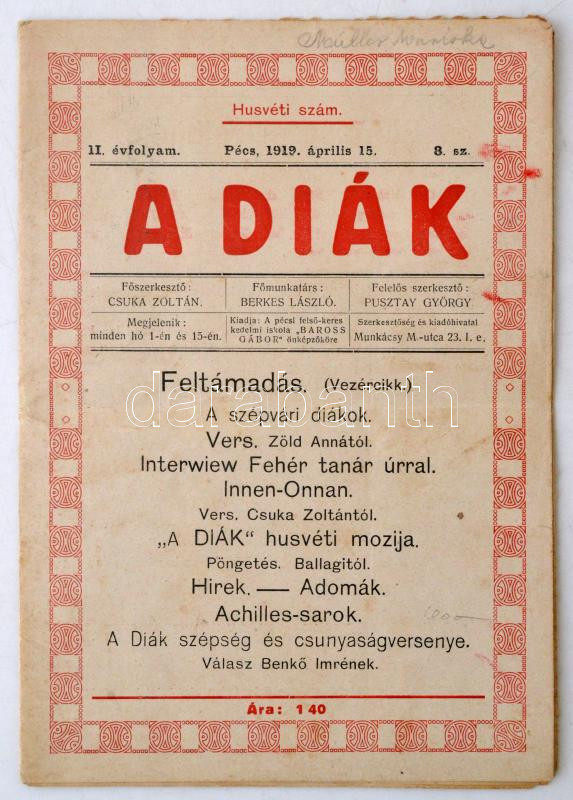 Müller Mariska
Husvéti szám.
II. évfolyam. Pécs, 1919. április 15. 8. sz.
A DIÁK
Főszerkesztő: CSUKA ZOLTÁN.
Főmunkatárs: BERKES LÁSZLÓ.
Felelős szerkesztő: PUSZTAY GYÖRGY
Megjelenik: minden hó 1-én és 15-én.
Kiadja: A pécsi felső-keres
kedelmi iskola „BAROSS
GÁBOR" önképzőköre
Szerkesztőség és kiadóhivatal
Munkácsy M.-utca 23. I. e.
Feltámadás. (Vezércikk.)
A szépvári diákok.
Vers. Zöld Annától.
Interwiew Fehér tanár úrral.
Innen-Onnan.
Vers. Csuka Zoltántól.
„A DIÁK" husvéti mozija.
Pöngetés. Ballagitól.
Hirek. — Adomák.
Achilles-sarok.
A Diák szépség és csunyaságversenye.
Válasz Benkő Imrének.
Ára: 1 40
darabanth